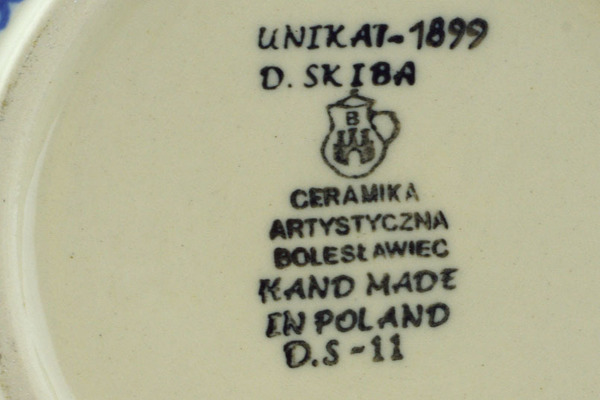 UNIKAT-1899
D. SKIBA
B
CERAMIKA
ARTYSTYCZNA
BOLESŁAWIEC
HAND MADE
IN POLAND
D.S-11